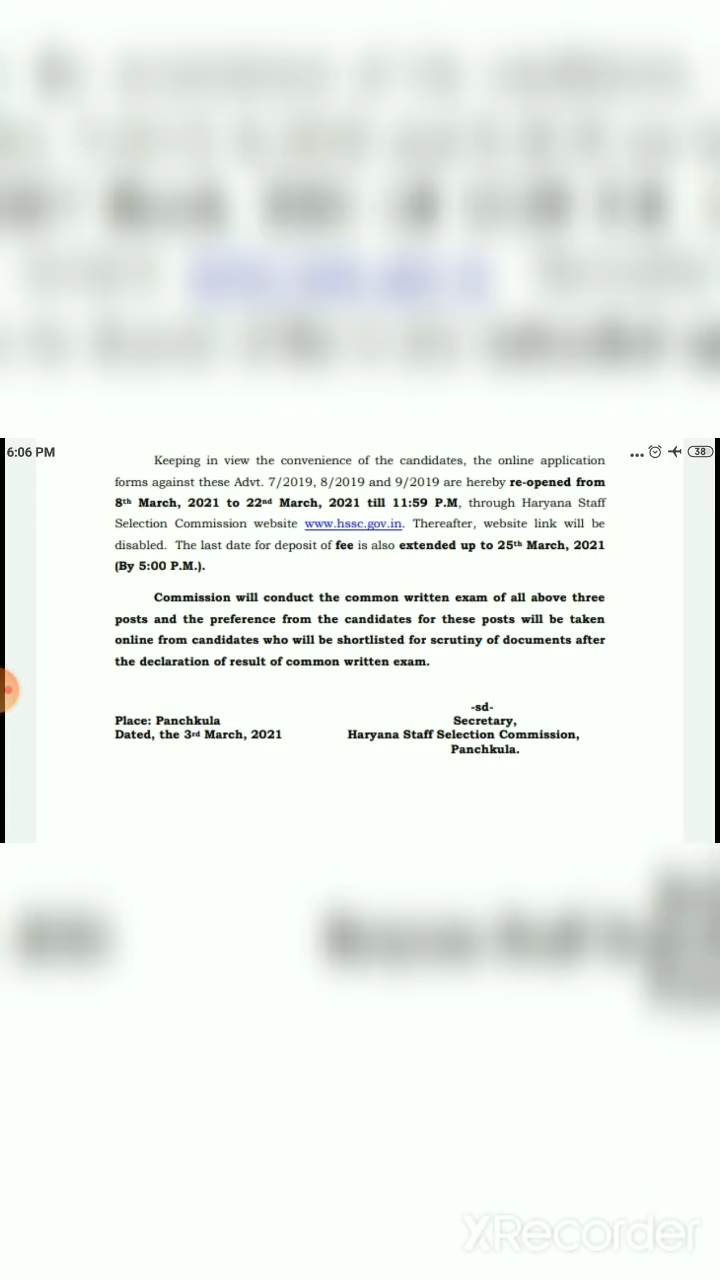 6:06 PM
38
Keeping in view the convenience of the candidates, the online application
forms against these Advt. 7/2019, 8/2019 and 9/2019 are hereby re-opened from
8th March, 2021 to 22nd March, 2021 till 11:59 P.M, through Haryana Staff
Selection Commission website www.hssc.gov.in. Thereafter, website link will be
disabled. The last date for deposit of fee is also extended up to 25th March, 2021
(By 5:00 P.M.).
Commission will conduct the common written exam of all above three
posts and the preference from the candidates for these posts will be taken
online from candidates who will be shortlisted for scrutiny of documents after
the declaration of result of common written exam.
-sd-
Place: Panchkula Secretary,
Dated, the 3rd March, 2021 Haryana Staff Selection Commission,
Panchkula.
XRecorder